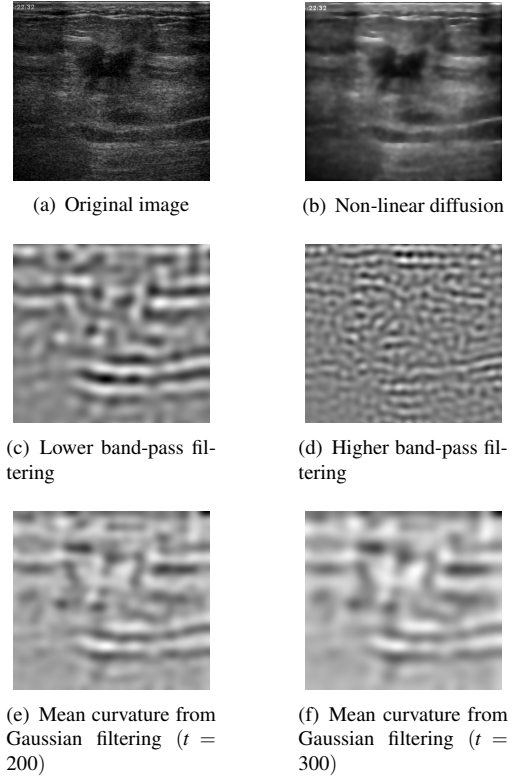 22:32
22:32
(a) Original image
(b) Non-linear diffusion
(c) Lower band-pass fil-
tering
(d) Higher band-pass fil-
tering
(e) Mean curvature from
Gaussian filtering (t =
200)
(f) Mean curvature from
Gaussian filtering (t =
300)